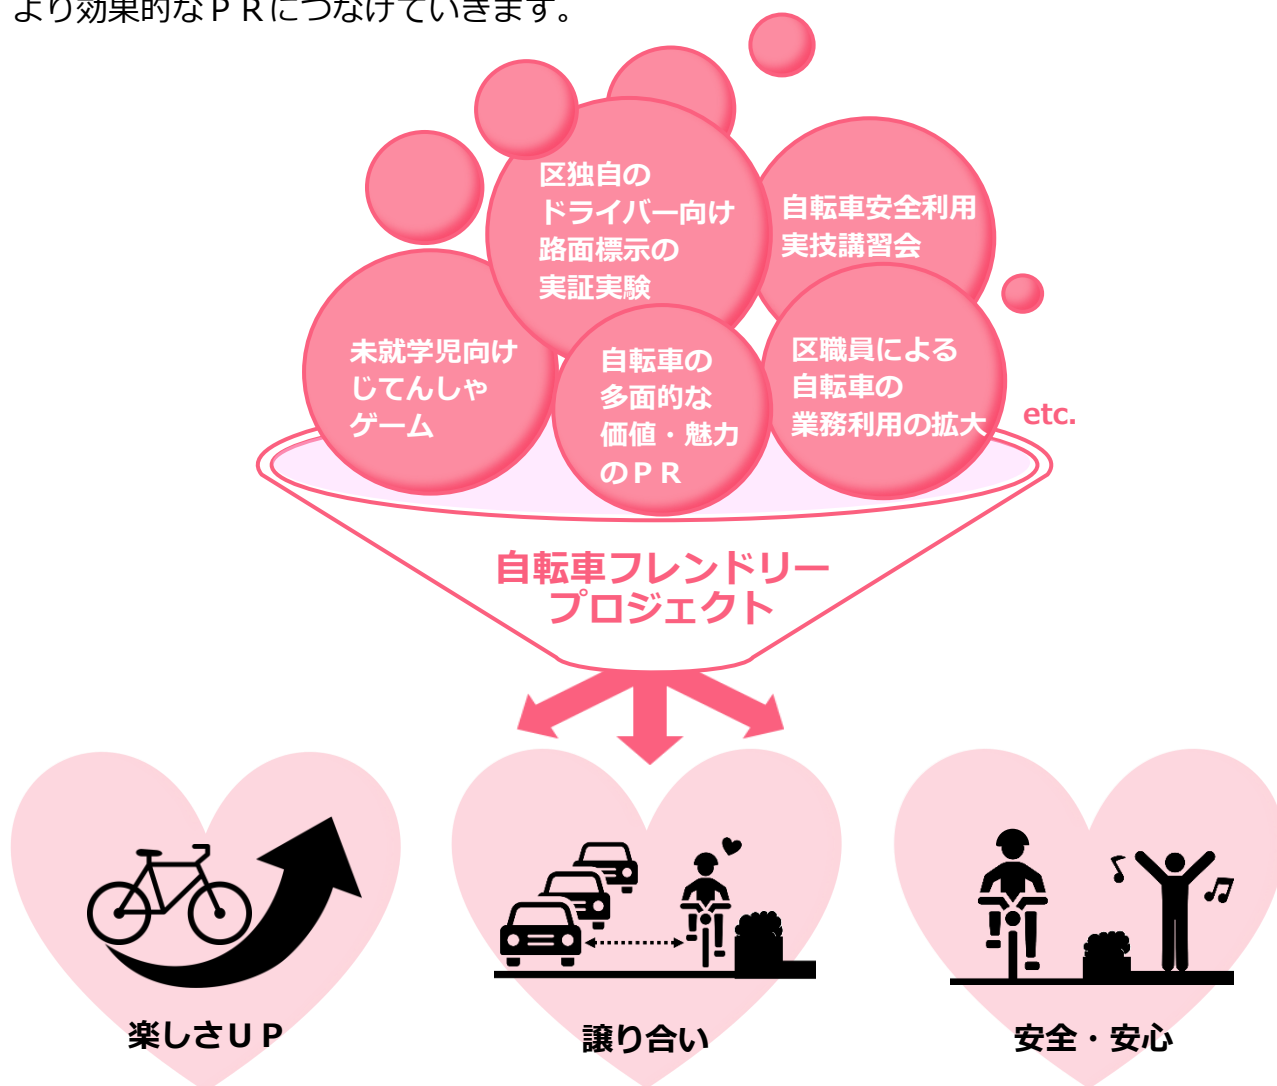 より効果的なＰＲにつなげていきます。
区独自の
ドライバー向け
路面標示の
実証実験
自転車安全利用
実技講習会
未就学児向け
じてんしゃ
ゲーム
自転車の
多面的な
価値・魅力
のＰＲ
区職員による
自転車の
業務利用の拡大
etc.
自転車フレンドリー
プロジェクト
楽しさＵＰ
譲り合い
安全・安心